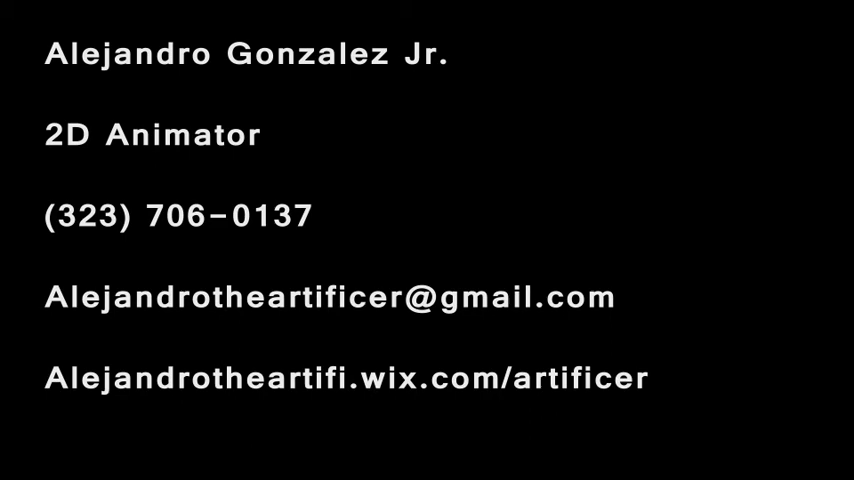 Alejandro Gonzalez Jr.
2D Animator
(323) 706-0137
Alejandrotheartificer@gmail.com
Alejandrotheartifi.wix.com/artificer